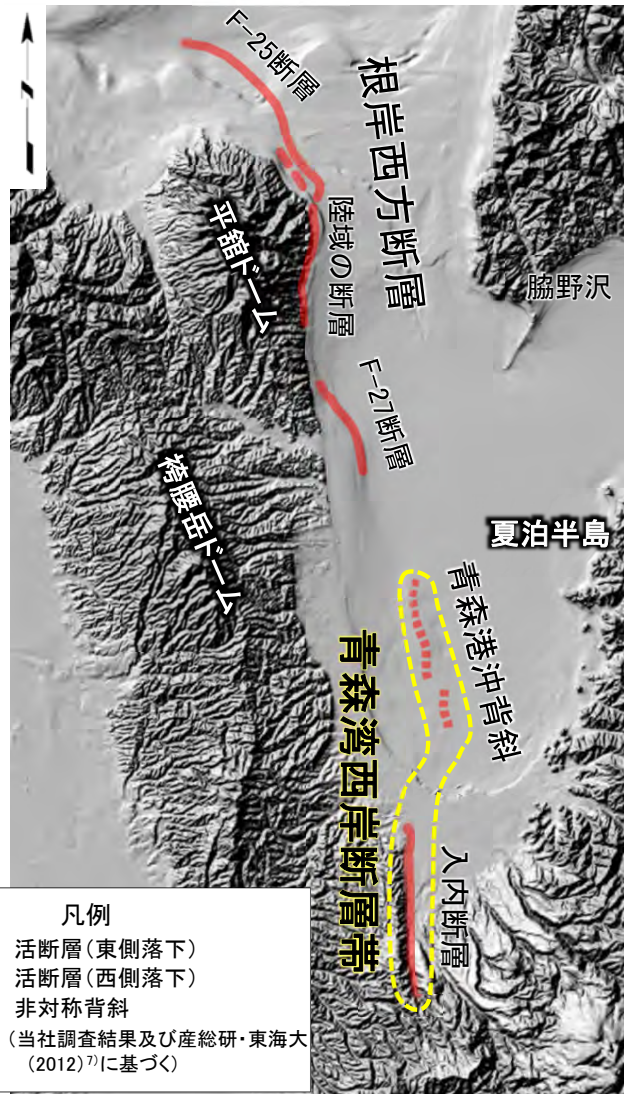 F-25断層
根岸西方断層
平舘ドーム
陸域の断層
脇野沢
F-27断層
袴腰岳ドーム
夏泊半島
青森港沖背斜
青森湾西岸断層帯
入内断層
凡例
活断層(東側落下)
活断層(西側落下)
非対称背斜
(当社調査結果及び産総研・東海大
(2012)7)に基づく)